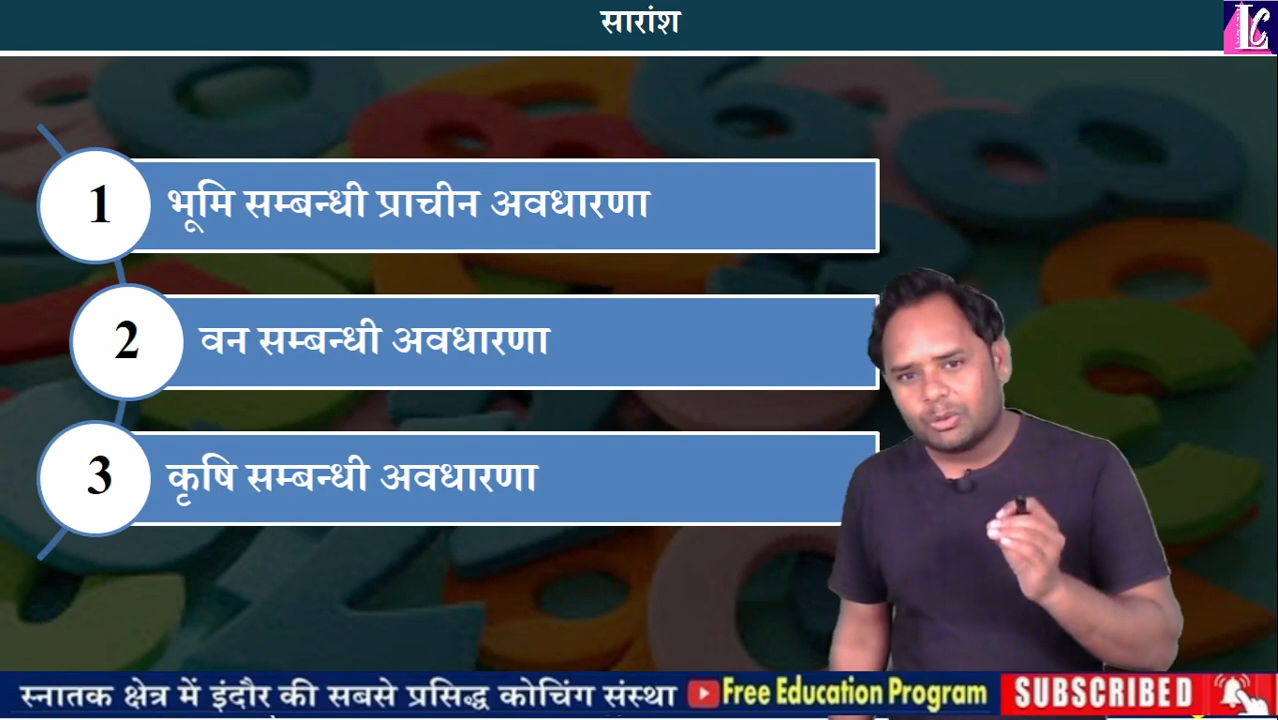 सारांश
LC
1 भूमि सम्बन्धी प्राचीन अवधारणा
2 वन सम्बन्धी अवधारणा
3 कृषि सम्बन्धी अवधारणा
स्नातक क्षेत्र में इंदौर की सबसे प्रसिद्ध कोचिंग संस्था Free Education Program SUBSCRIBED